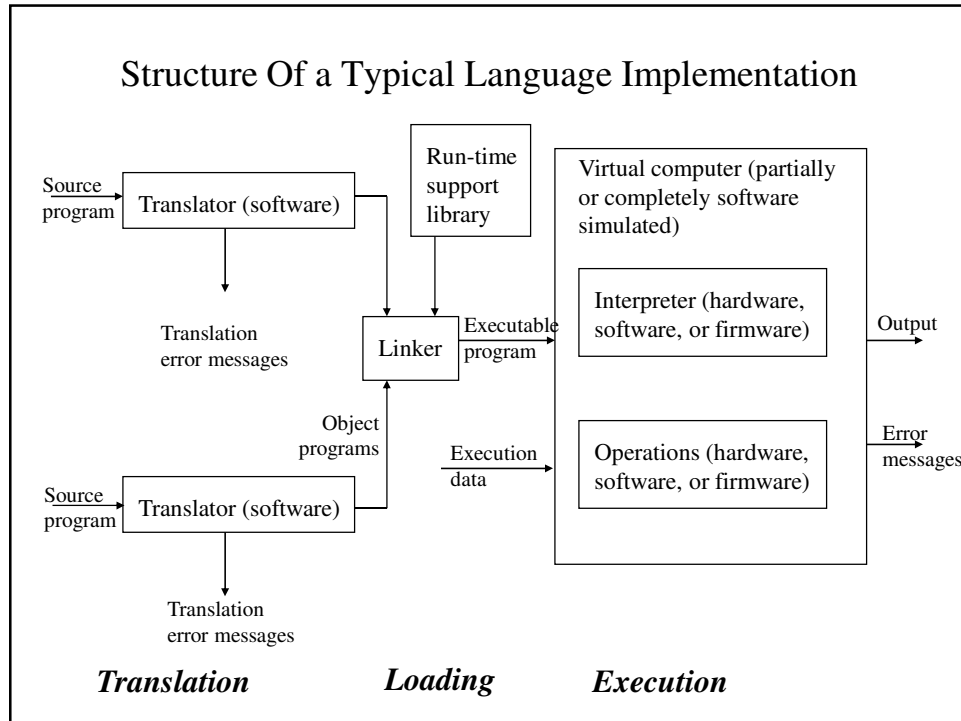 Structure Of a Typical Language Implementation
Source
program
Translator (software)
Translation
error messages
Run-time
support
library
Linker
Executable
program
Object
programs
Source
program
Translator (software)
Translation
error messages
Execution
data
Virtual computer (partially
or completely software
simulated)
Interpreter (hardware,
software, or firmware)
Operations (hardware,
software, or firmware)
Output
Error
messages
Translation
Loading
Execution